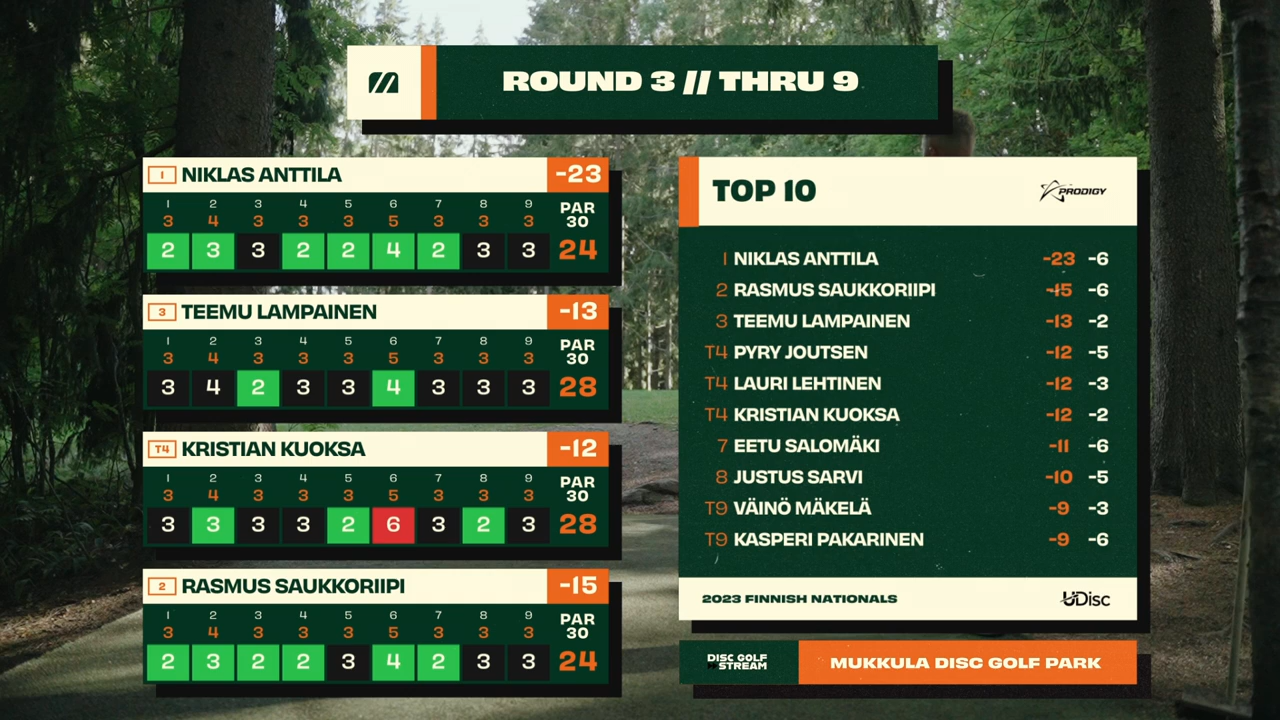 ROUND 3 // THRU 9
1 NIKLAS ANTTILA -23
1 2 3 4 5 6 7 8 9 PAR
3 4 3 3 3 5 3 3 3 30
2 3 3 2 2 4 2 3 3 24
3 TEEMU LAMPAINEN -13
1 2 3 4 5 6 7 8 9 PAR
3 4 3 3 3 5 3 3 3 30
3 4 2 3 3 4 3 3 3 28
T4 KRISTIAN KUOKSA -12
1 2 3 4 5 6 7 8 9 PAR
3 4 3 3 3 5 3 3 3 30
3 3 3 3 2 6 3 2 3 28
2 RASMUS SAUKKORIIPI -15
1 2 3 4 5 6 7 8 9 PAR
3 4 3 3 3 5 3 3 3 30
2 3 2 2 3 4 2 3 3 24
TOP 10 PRODIGY
1 NIKLAS ANTTILA -23 -6
2 RASMUS SAUKKORIIPI -15 -6
3 TEEMU LAMPAINEN -13 -2
T4 PYRY JOUTSEN -12 -5
T4 LAURI LEHTINEN -12 -3
T4 KRISTIAN KUOKSA -12 -2
7 EETU SALOMÄKI -11 -6
8 JUSTUS SARVI -10 -5
T9 VÄINÖ MÄKELÄ -9 -3
T9 KASPERI PAKARINEN -9 -6
2023 FINNISH NATIONALS UDisc
DISC GOLF
STREAM
MUKKULA DISC GOLF PARK